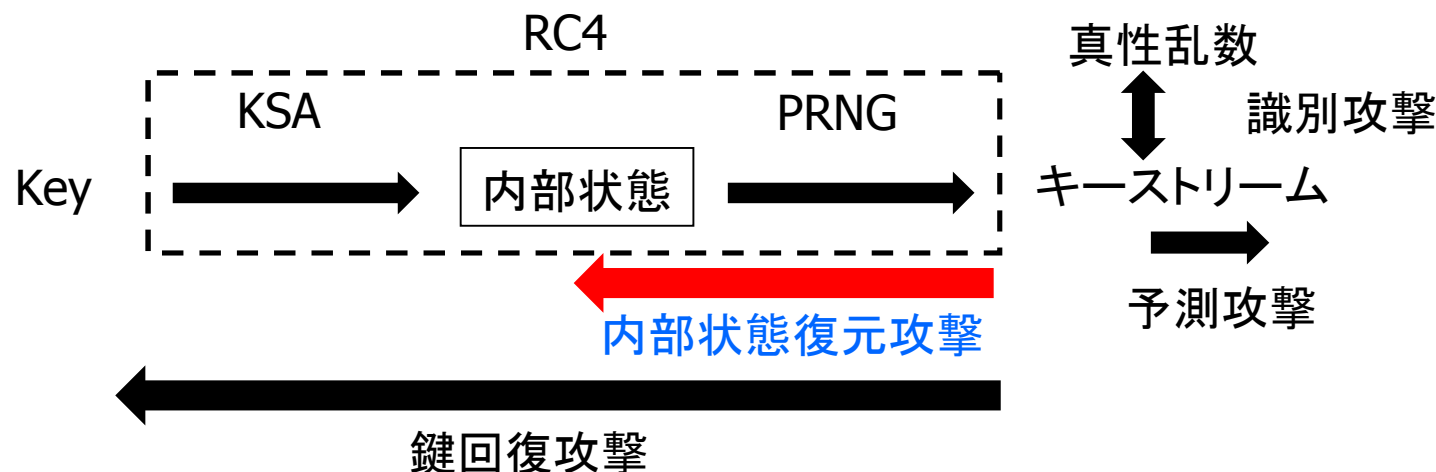 RC4
真性乱数
KSA
PRNG
識別攻撃
Key
内部状態
キーストリーム
内部状態復元攻撃
予測攻撃
鍵回復攻撃